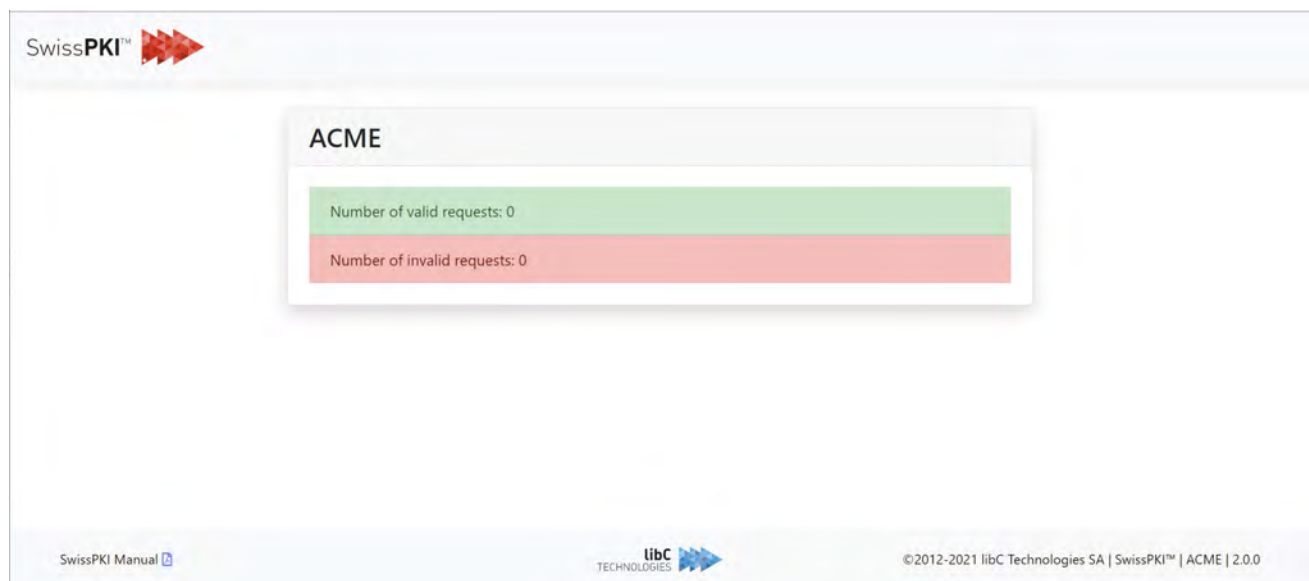 SwissPKI™
ACME
Number of valid requests: 0
Number of invalid requests: 0
SwissPKI Manual
libC
TECHNOLOGIES
©2012-2021 libC Technologies SA | SwissPKI™ | ACME | 2.0.0